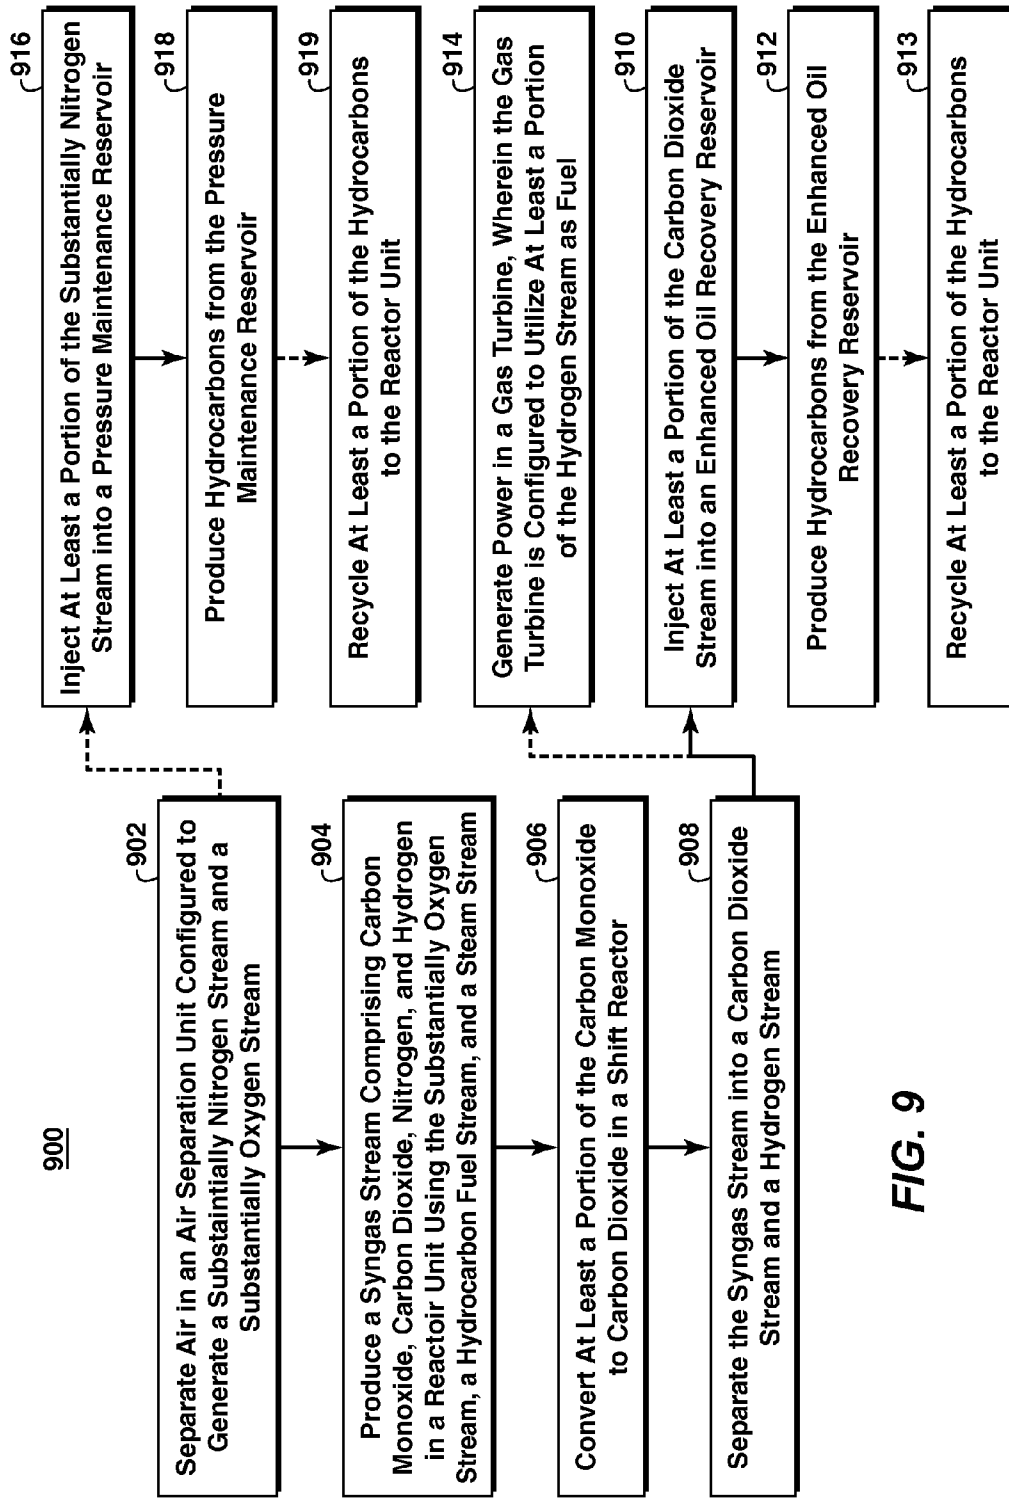 900
902
Separate Air in an Air Separation Unit Configured to
Generate a Substaintially Nitrogen Stream and a
Substantially Oxygen Stream
904
Produce a Syngas Stream Comprising Carbon
Monoxide, Carbon Dioxide, Nitrogen, and Hydrogen
in a Reactoir Unit Using the Substantially Oxygen
Stream, a Hydrocarbon Fuel Stream, and a Steam Stream
906
Convert At Least a Portion of the Carbon Monoxide
to Carbon Dioxide in a Shift Reactor
908
Separate the Syngas Stream into a Carbon Dioxide
Stream and a Hydrogen Stream
916
Inject At Least a Portion of the Substantially Nitrogen
Stream into a Pressure Maintenance Reservoir
918
Produce Hydrocarbons from the Pressure
Maintenance Reservoir
919
Recycle At Least a Portion of the Hydrocarbons
to the Reactor Unit
914
Generate Power in a Gas Turbine, Wherein the Gas
Turbine is Configured to Utilize At Least a Portion
of the Hydrogen Stream as Fuel
910
Inject At Least a Portion of the Carbon Dioxide
Stream into an Enhanced Oil Recovery Reservoir
912
Produce Hydrocarbons from the Enhanced Oil
Recovery Reservoir
913
Recycle At Least a Portion of the Hydrocarbons
to the Reactor Unit
FIG. 9